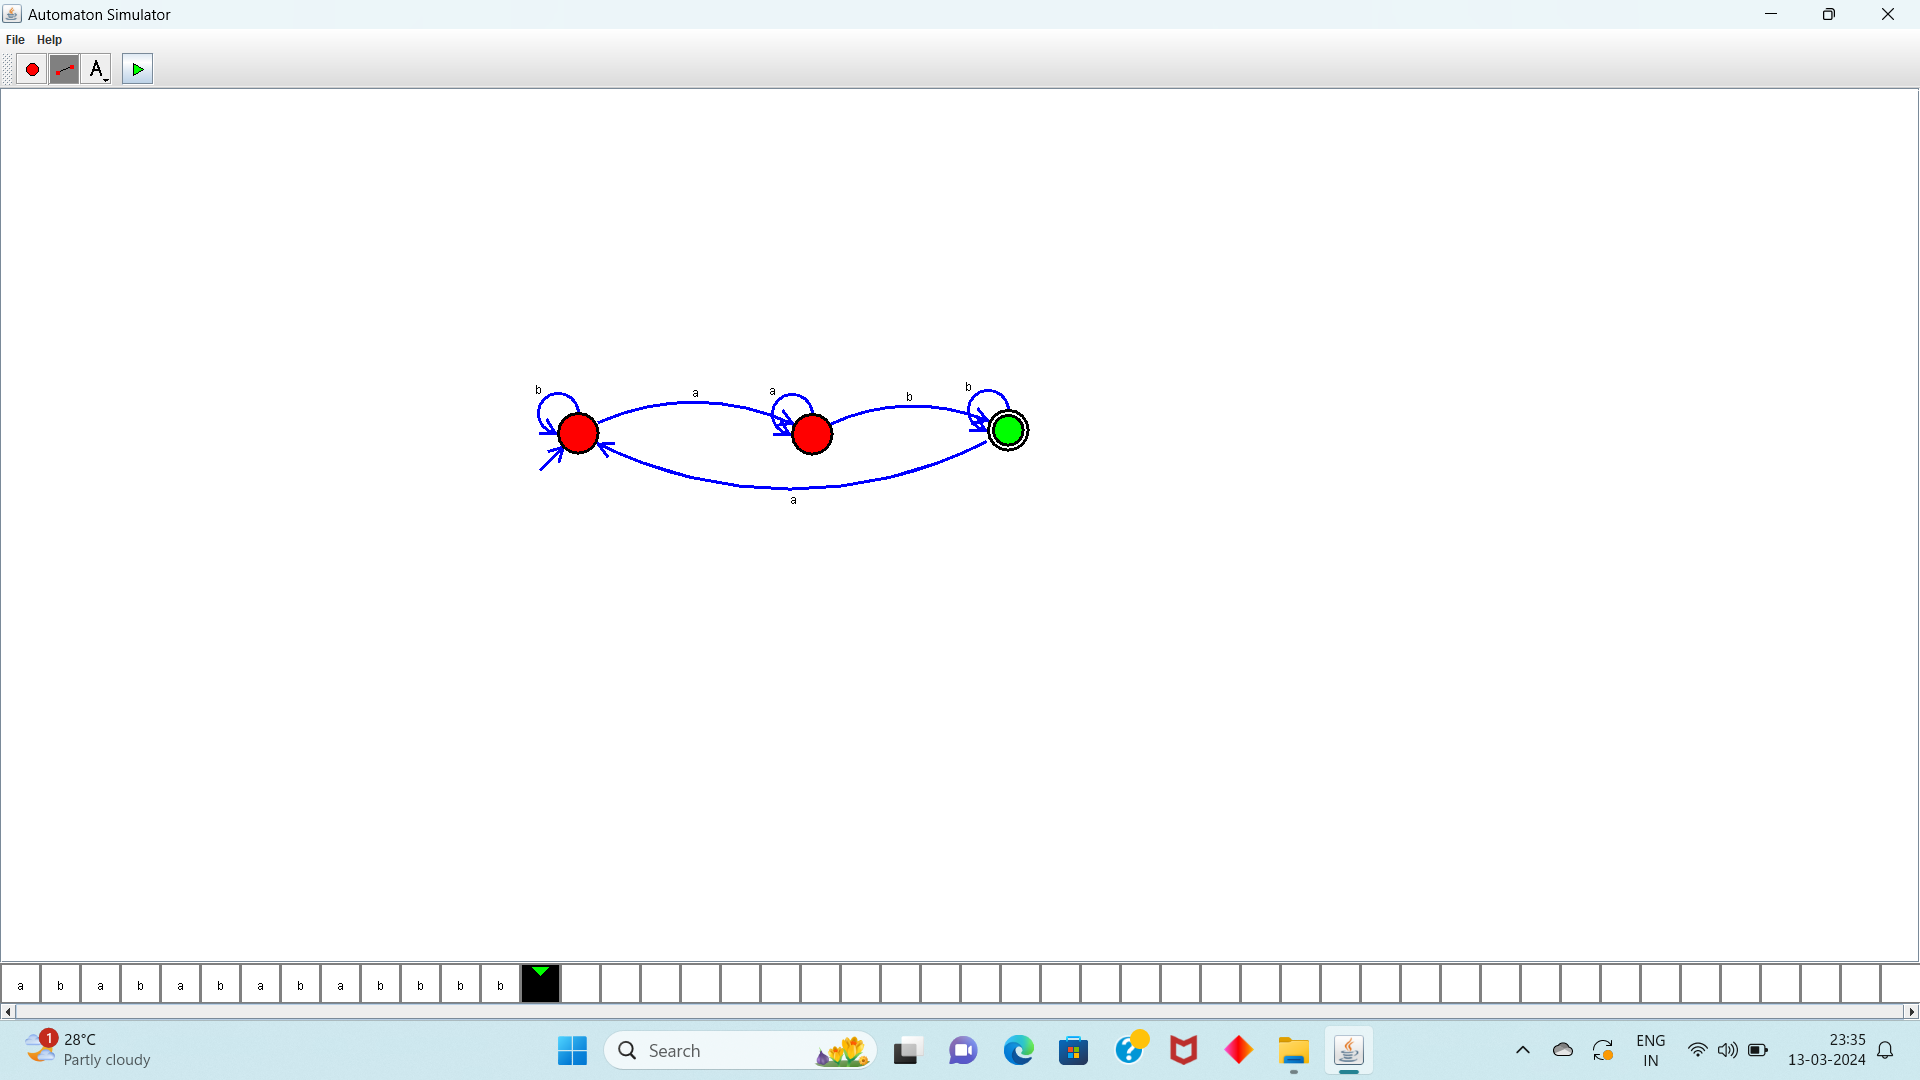 Automaton Simulator
File Help
A
b a a b b
a
a b a b a b a b a b b b b
1 28°C
Partly cloudy
Search
ENG
IN
23:35
13-03-2024